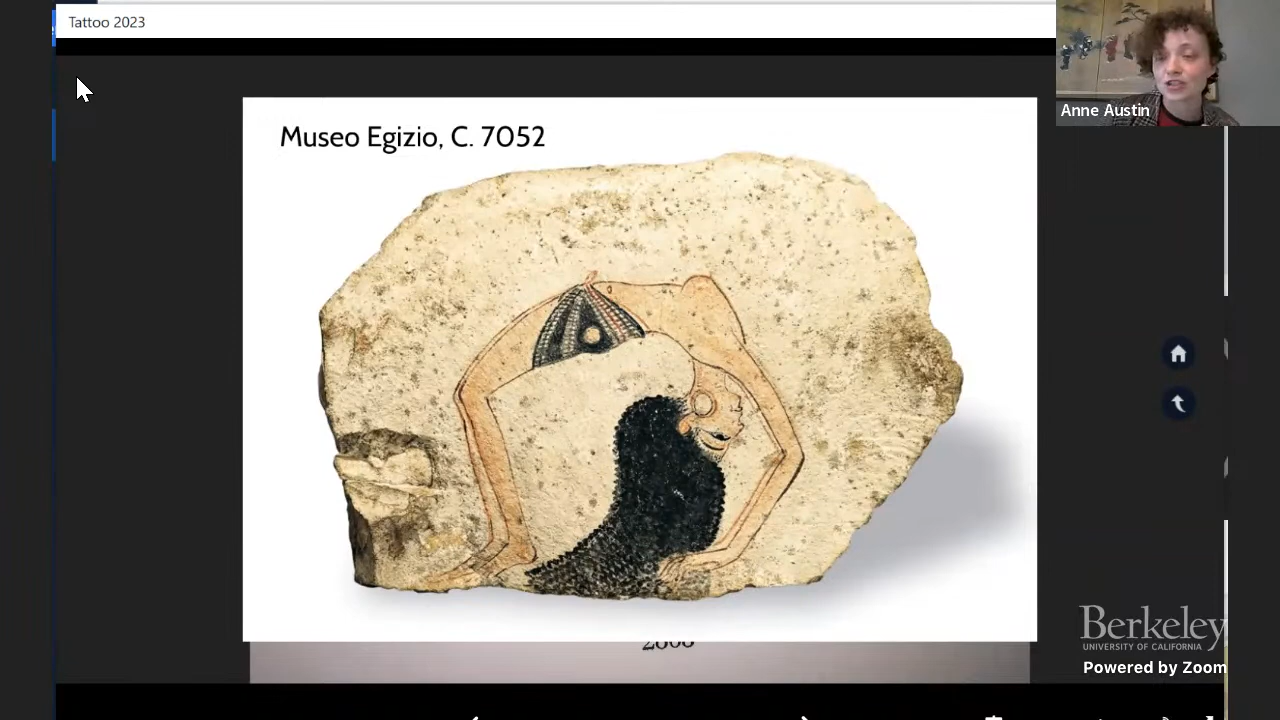 Tattoo 2023
Anne Austin
Museo Egizio, C. 7052
Berkeley
UNIVERSITY OF CALIFORNIA
Powered by Zoom